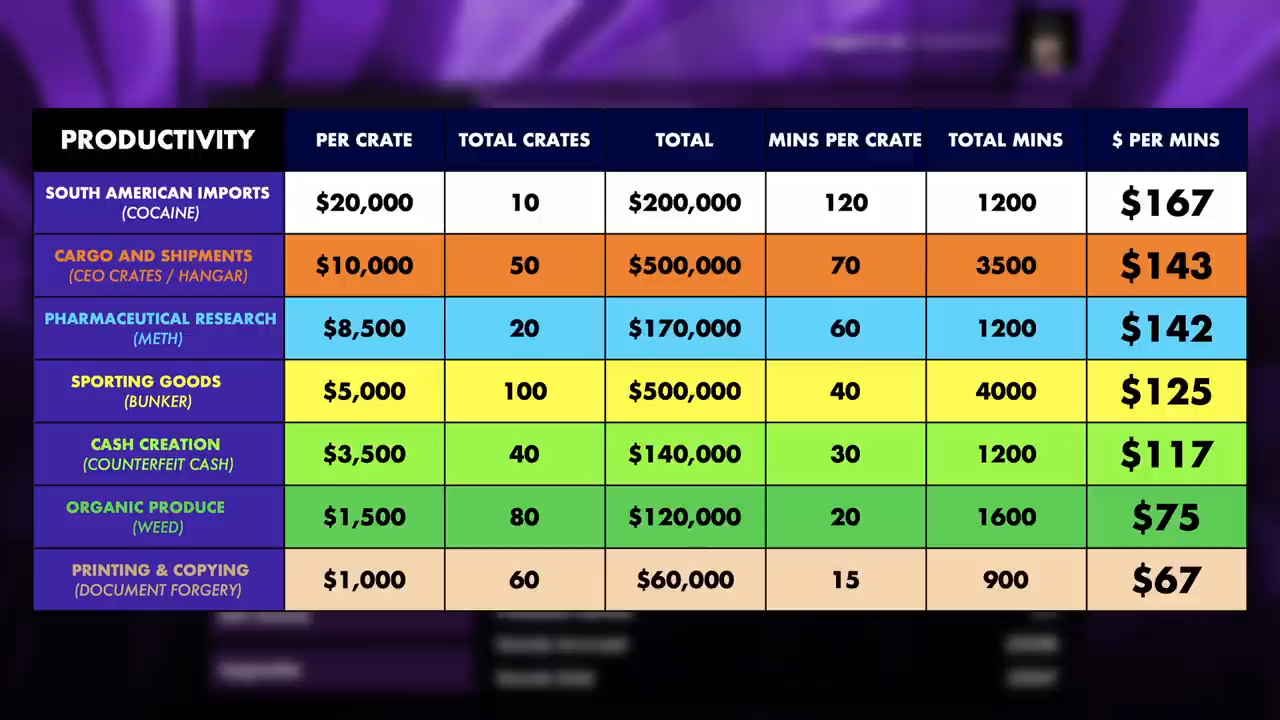 PRODUCTIVITY PER CRATE TOTAL CRATES TOTAL MINS PER CRATE TOTAL MINS $ PER MINS
SOUTH AMERICAN IMPORTS
(COCAINE) $20,000 10 $200,000 120 1200 $167
CARGO AND SHIPMENTS
(CEO CRATES / HANGAR) $10,000 50 $500,000 70 3500 $143
PHARMACEUTICAL RESEARCH
(METH) $8,500 20 $170,000 60 1200 $142
SPORTING GOODS
(BUNKER) $5,000 100 $500,000 40 4000 $125
CASH CREATION
(COUNTERFEIT CASH) $3,500 40 $140,000 30 1200 $117
ORGANIC PRODUCE
(WEED) $1,500 80 $120,000 20 1600 $75
PRINTING & COPYING
(DOCUMENT FORGERY) $1,000 60 $60,000 15 900 $67